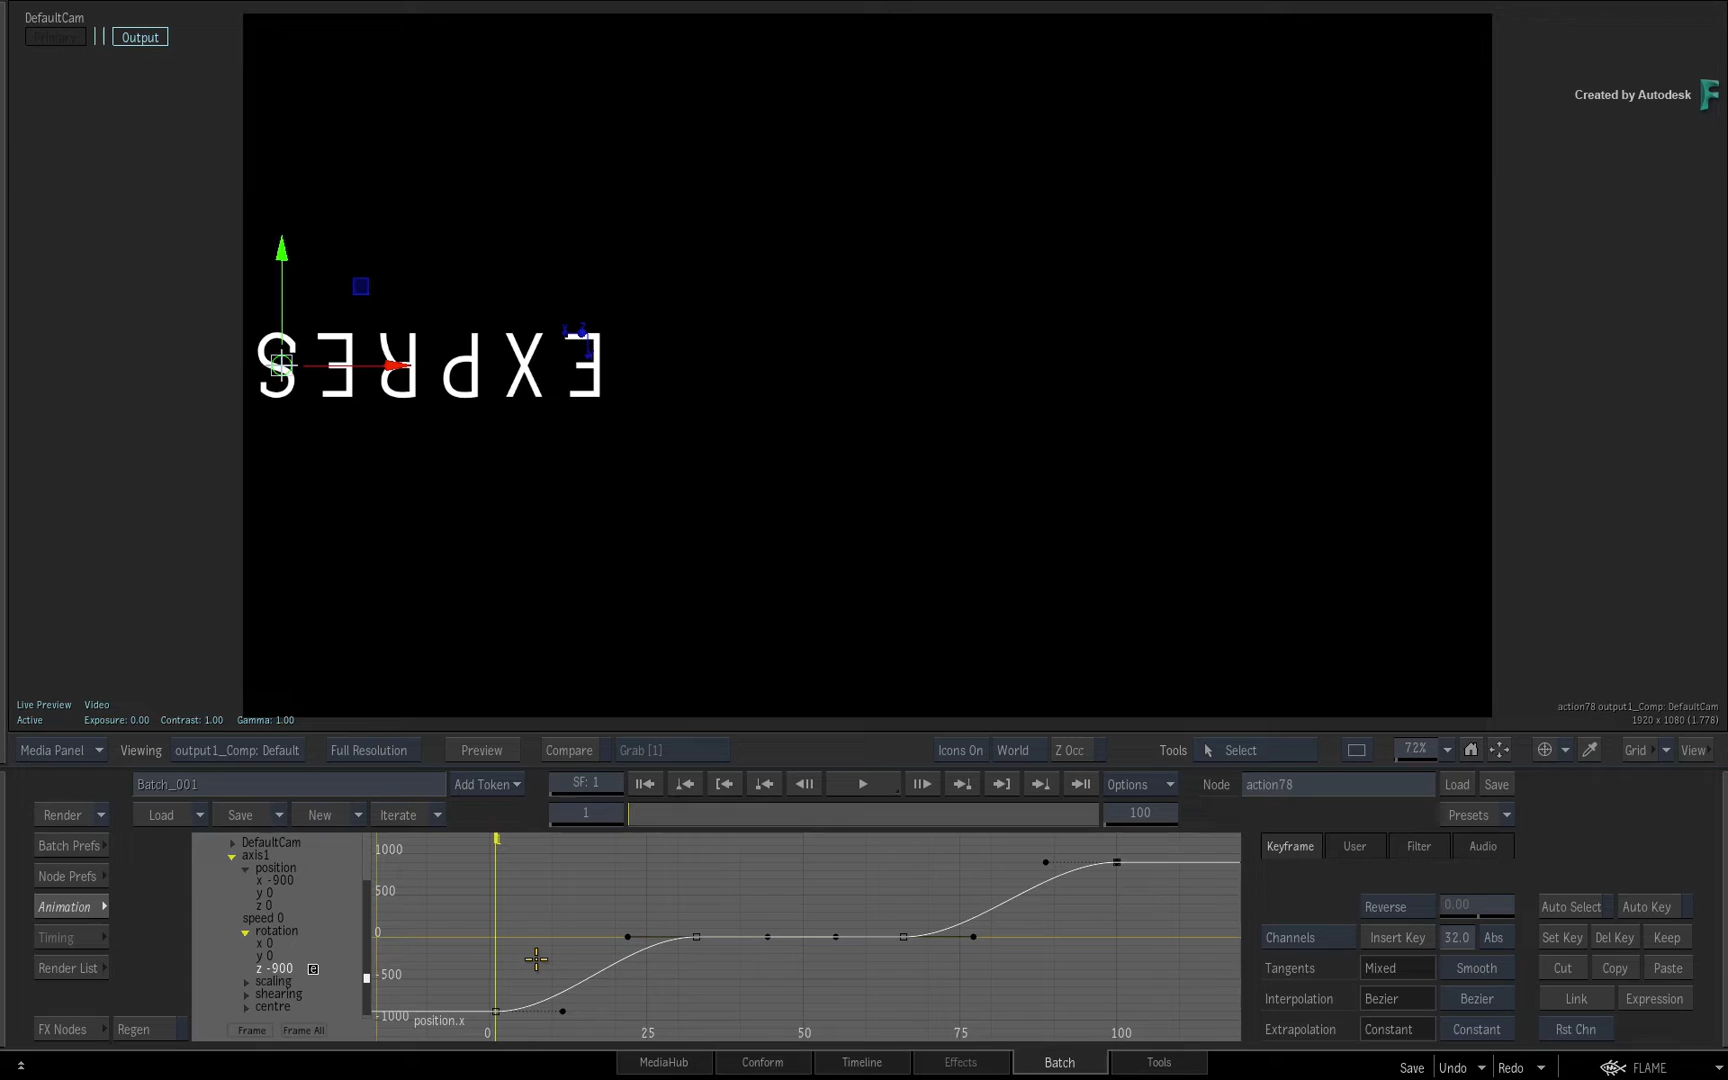 DefaultCam
Primary Output
Created by Autodesk
EXPRES
x z
Live Preview Video
Active Exposure: 0.00 Contrast: 1.00 Gamma: 1.00
action78 output1_Comp: DefaultCam
1920 x 1080 (1.778)
Media Panel Viewing output1_Comp: Default Full Resolution Preview Compare Grab [1] Icons On World Z Occ Tools Select 72% Grid View
Batch_001 Add Token SF: 1 Options Node action78 Load Save
Render Load Save New Iterate 1 100 Presets
Batch Prefs
Node Prefs
Animation
Timing
Render List
FX Nodes Regen
DefaultCam
axis1
position
x -900
y 0
z 0
speed 0
rotation
x 0
y 0
z -900 e
scaling
shearing
centre
Frame Frame All
1000
500
0
-500
-1000
position.x
0 25 50 75 100
Keyframe User Filter Audio
Reverse 0.00 Auto Select Auto Key
Channels Insert Key 32.0 Abs Set Key Del Key Keep
Tangents Mixed Smooth Cut Copy Paste
Interpolation Bezier Bezier Link Expression
Extrapolation Constant Constant Rst Chn
MediaHub Conform Timeline Effects Batch Tools
Save Undo Redo FLAME